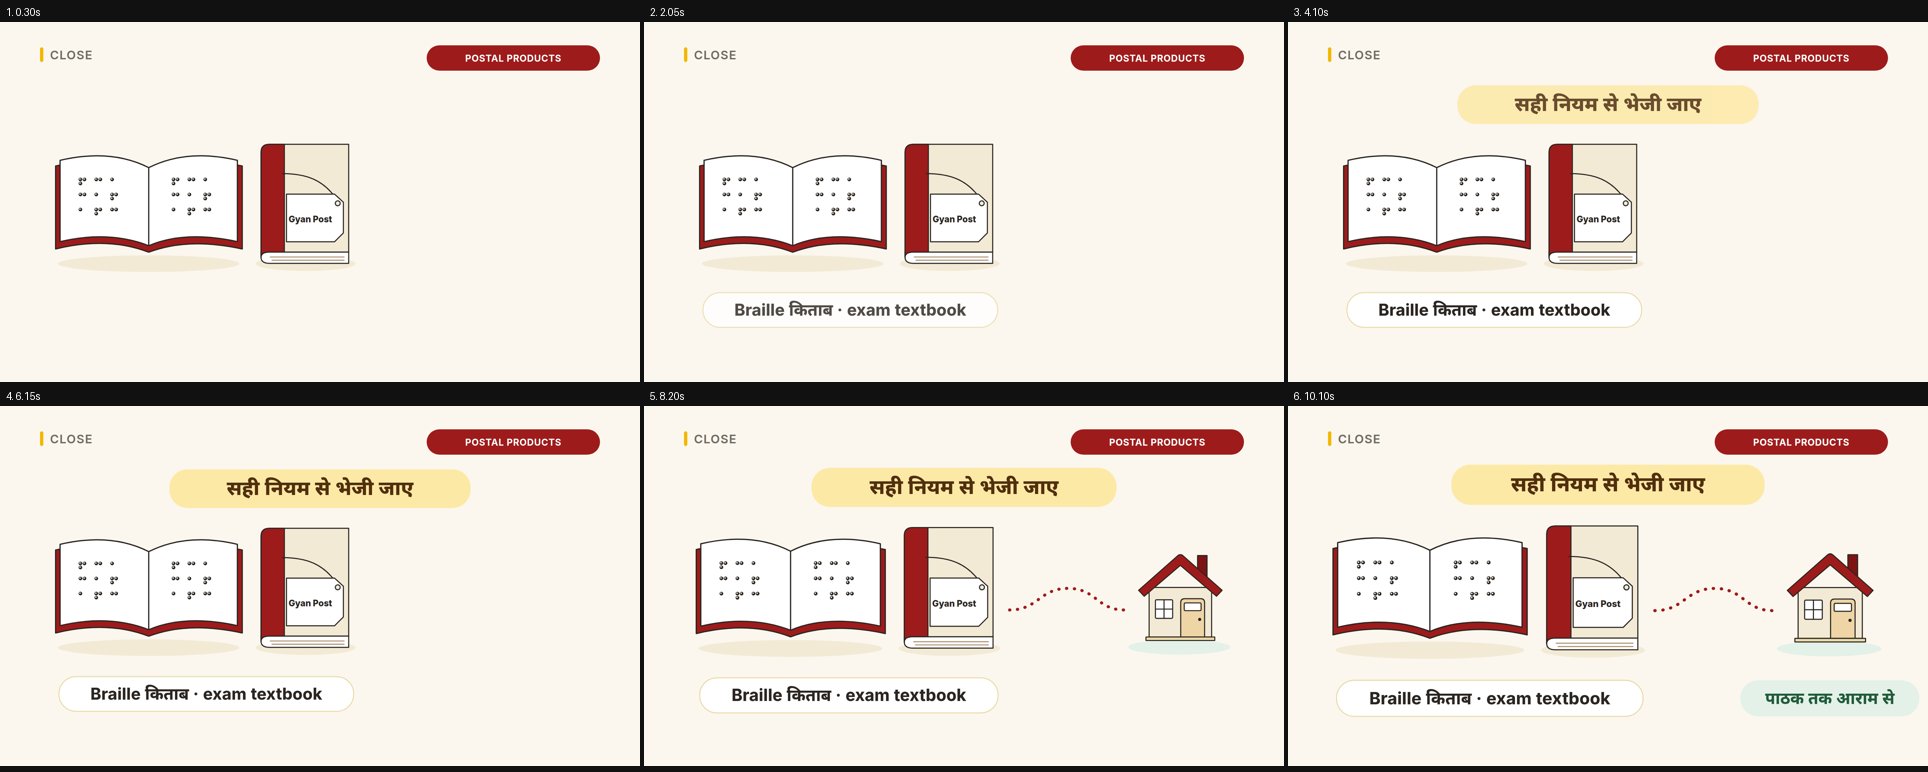 1. 0.30s
CLOSE
POSTAL PRODUCTS
Gyan Post
2. 2.05s
CLOSE
POSTAL PRODUCTS
Gyan Post
Braille किताब · exam textbook
3. 4.10s
CLOSE
POSTAL PRODUCTS
सही नियम से भेजी जाए
Gyan Post
Braille किताब · exam textbook
4. 6.15s
CLOSE
POSTAL PRODUCTS
सही नियम से भेजी जाए
Gyan Post
Braille किताब · exam textbook
5. 8.20s
CLOSE
POSTAL PRODUCTS
सही नियम से भेजी जाए
Gyan Post
Braille किताब · exam textbook
6. 10.10s
CLOSE
POSTAL PRODUCTS
सही नियम से भेजी जाए
Gyan Post
Braille किताब · exam textbook
पाठक तक आराम से